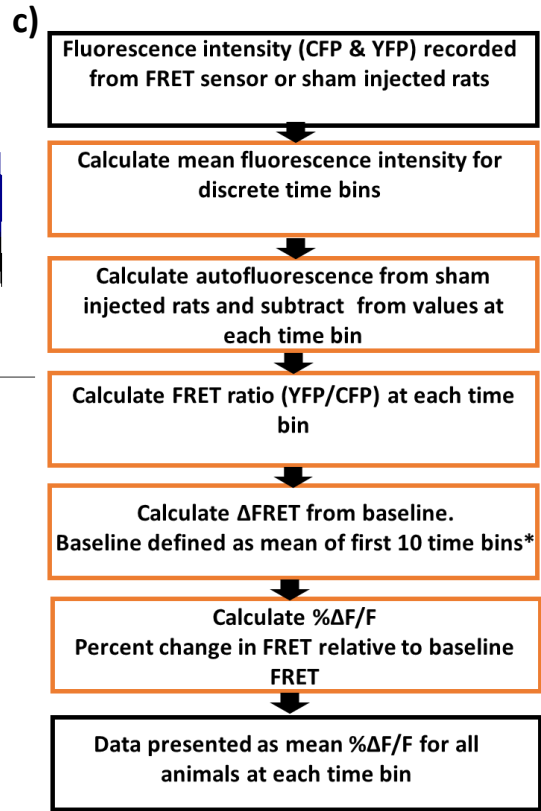 c)
Fluorescence intensity (CFP & YFP) recorded
from FRET sensor or sham injected rats
Calculate mean fluorescence intensity for
discrete time bins
Calculate autofluorescence from sham
injected rats and subtract from values at
each time bin
Calculate FRET ratio (YFP/CFP) at each time
bin
Calculate ΔFRET from baseline.
Baseline defined as mean of first 10 time bins*
Calculate %ΔF/F
Percent change in FRET relative to baseline
FRET
Data presented as mean %ΔF/F for all
animals at each time bin